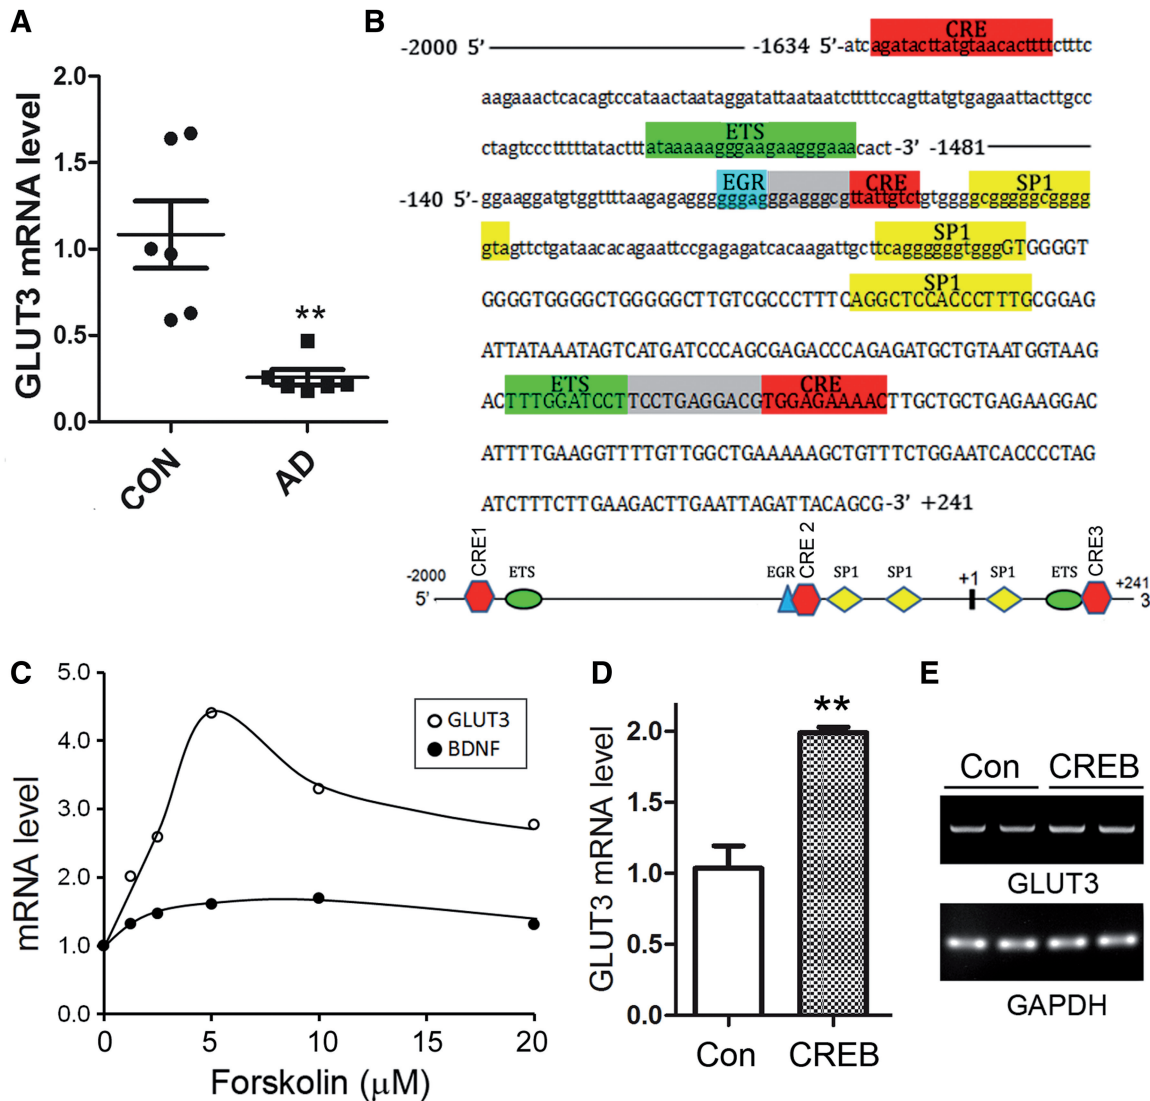 A
GLUT3 mRNA level
2.0
1.5
1.0
0.5
0.0
**
CON
AD
B
-2000 5’ -1634 5’-atcagatacttatgtaacacttttctttc
CRE
aagaaactcacagtccataactaataggatattaataatcttttccagttatgtgagaattacttgcc
ETS
ctagtccctttttatactttataaaaagggaagaagggaaacact-3’ -1481
EGR CRE SP1
-140 5’-ggaaggatgtggttttaagagagggggggagggagggcgttattgtctgtggggcgggggcgggg
SP1
gtagttctgataacacagaattccgagagatcacaagattgcttcagggggggtgggGTGGGGT
SP1
GGGGTGGGGCTGGGGGCTTGTCGCCCTTTCAGGCTCCACCCTTTGCGGAG
ATTATAAATAGTCATGATCCCAGCGAGACCCAGAGATGCTGTAATGGTAAG
ETS CRE
ACTTTGGATCCTTCCTGAGGACGTGGAGAAAACTTGCTGCTGAGAAGGAC
ATTTTGAAGGTTTTGTTGGCTGAAAAAGCTGTTTCTGGAATCACCCCTAG
ATCTTTCTTGAAGACTTGAATTAGATTACAGCG-3’ +241
-2000 CRE1 ETS EGR CRE 2 SP1 SP1 +1 SP1 ETS CRE3 +241
5’ 3
C
mRNA level
5.0
4.0
3.0
2.0
1.0
0.0
GLUT3
BDNF
0 5 10 15 20
Forskolin (μM)
D
GLUT3 mRNA level
2.0
1.5
1.0
0.5
0.0
**
Con CREB
E
Con CREB
GLUT3
GAPDH